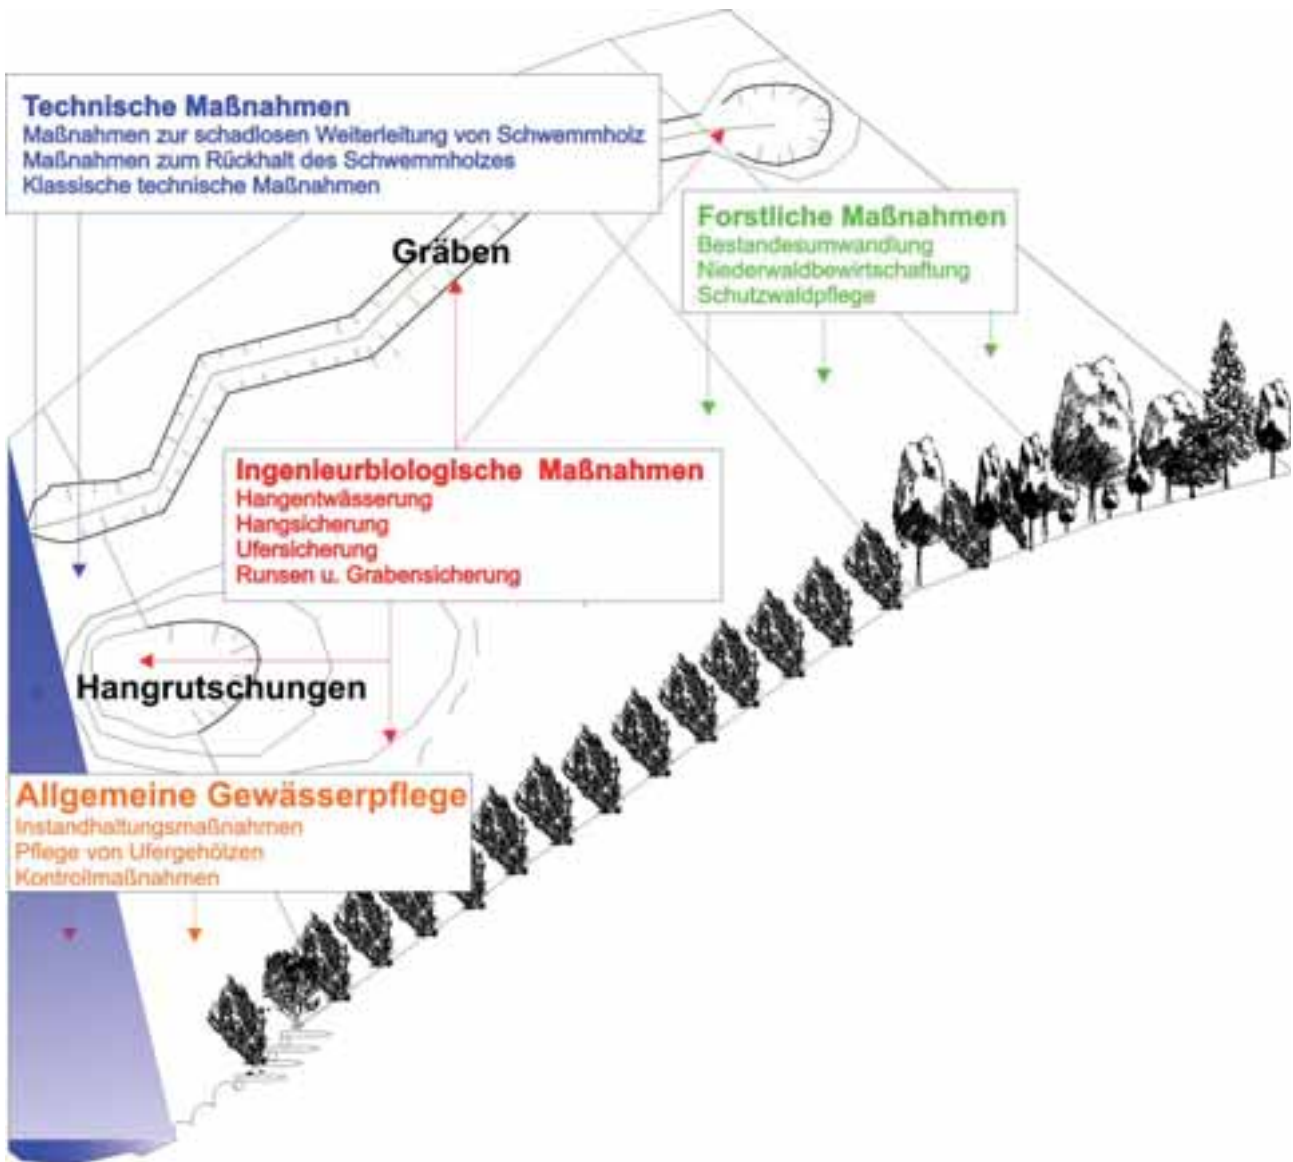 Technische Maßnahmen
Maßnahmen zur schadlosen Weiterleitung von Schwemmholz
Maßnahmen zum Rückhalt des Schwemmholzes
Klassische technische Maßnahmen
Forstliche Maßnahmen
Bestandesumwandlung
Niederwaldbewirtschaftung
Schutzwaldpflege
Gräben
Ingenieurbiologische Maßnahmen
Hangentwässerung
Hangsicherung
Ufersicherung
Runsen u. Grabensicherung
Hangrutschungen
Allgemeine Gewässerpflege
Instandhaltungsmaßnahmen
Pflege von Ufergehölzen
Kontrollmaßnahmen